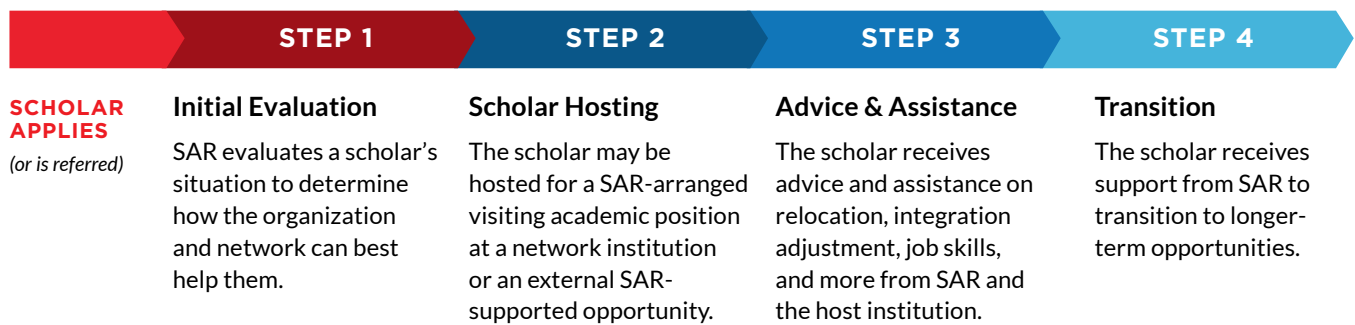 STEP 1
STEP 2
STEP 3
STEP 4
SCHOLAR
APPLIES
(or is referred)
Initial Evaluation
SAR evaluates a scholar’s
situation to determine
how the organization
and network can best
help them.
Scholar Hosting
The scholar may be
hosted for a SAR-arranged
visiting academic position
at a network institution
or an external SAR-
supported opportunity.
Advice & Assistance
The scholar receives
advice and assistance on
relocation, integration
adjustment, job skills,
and more from SAR and
the host institution.
Transition
The scholar receives
support from SAR to
transition to longer-
term opportunities.